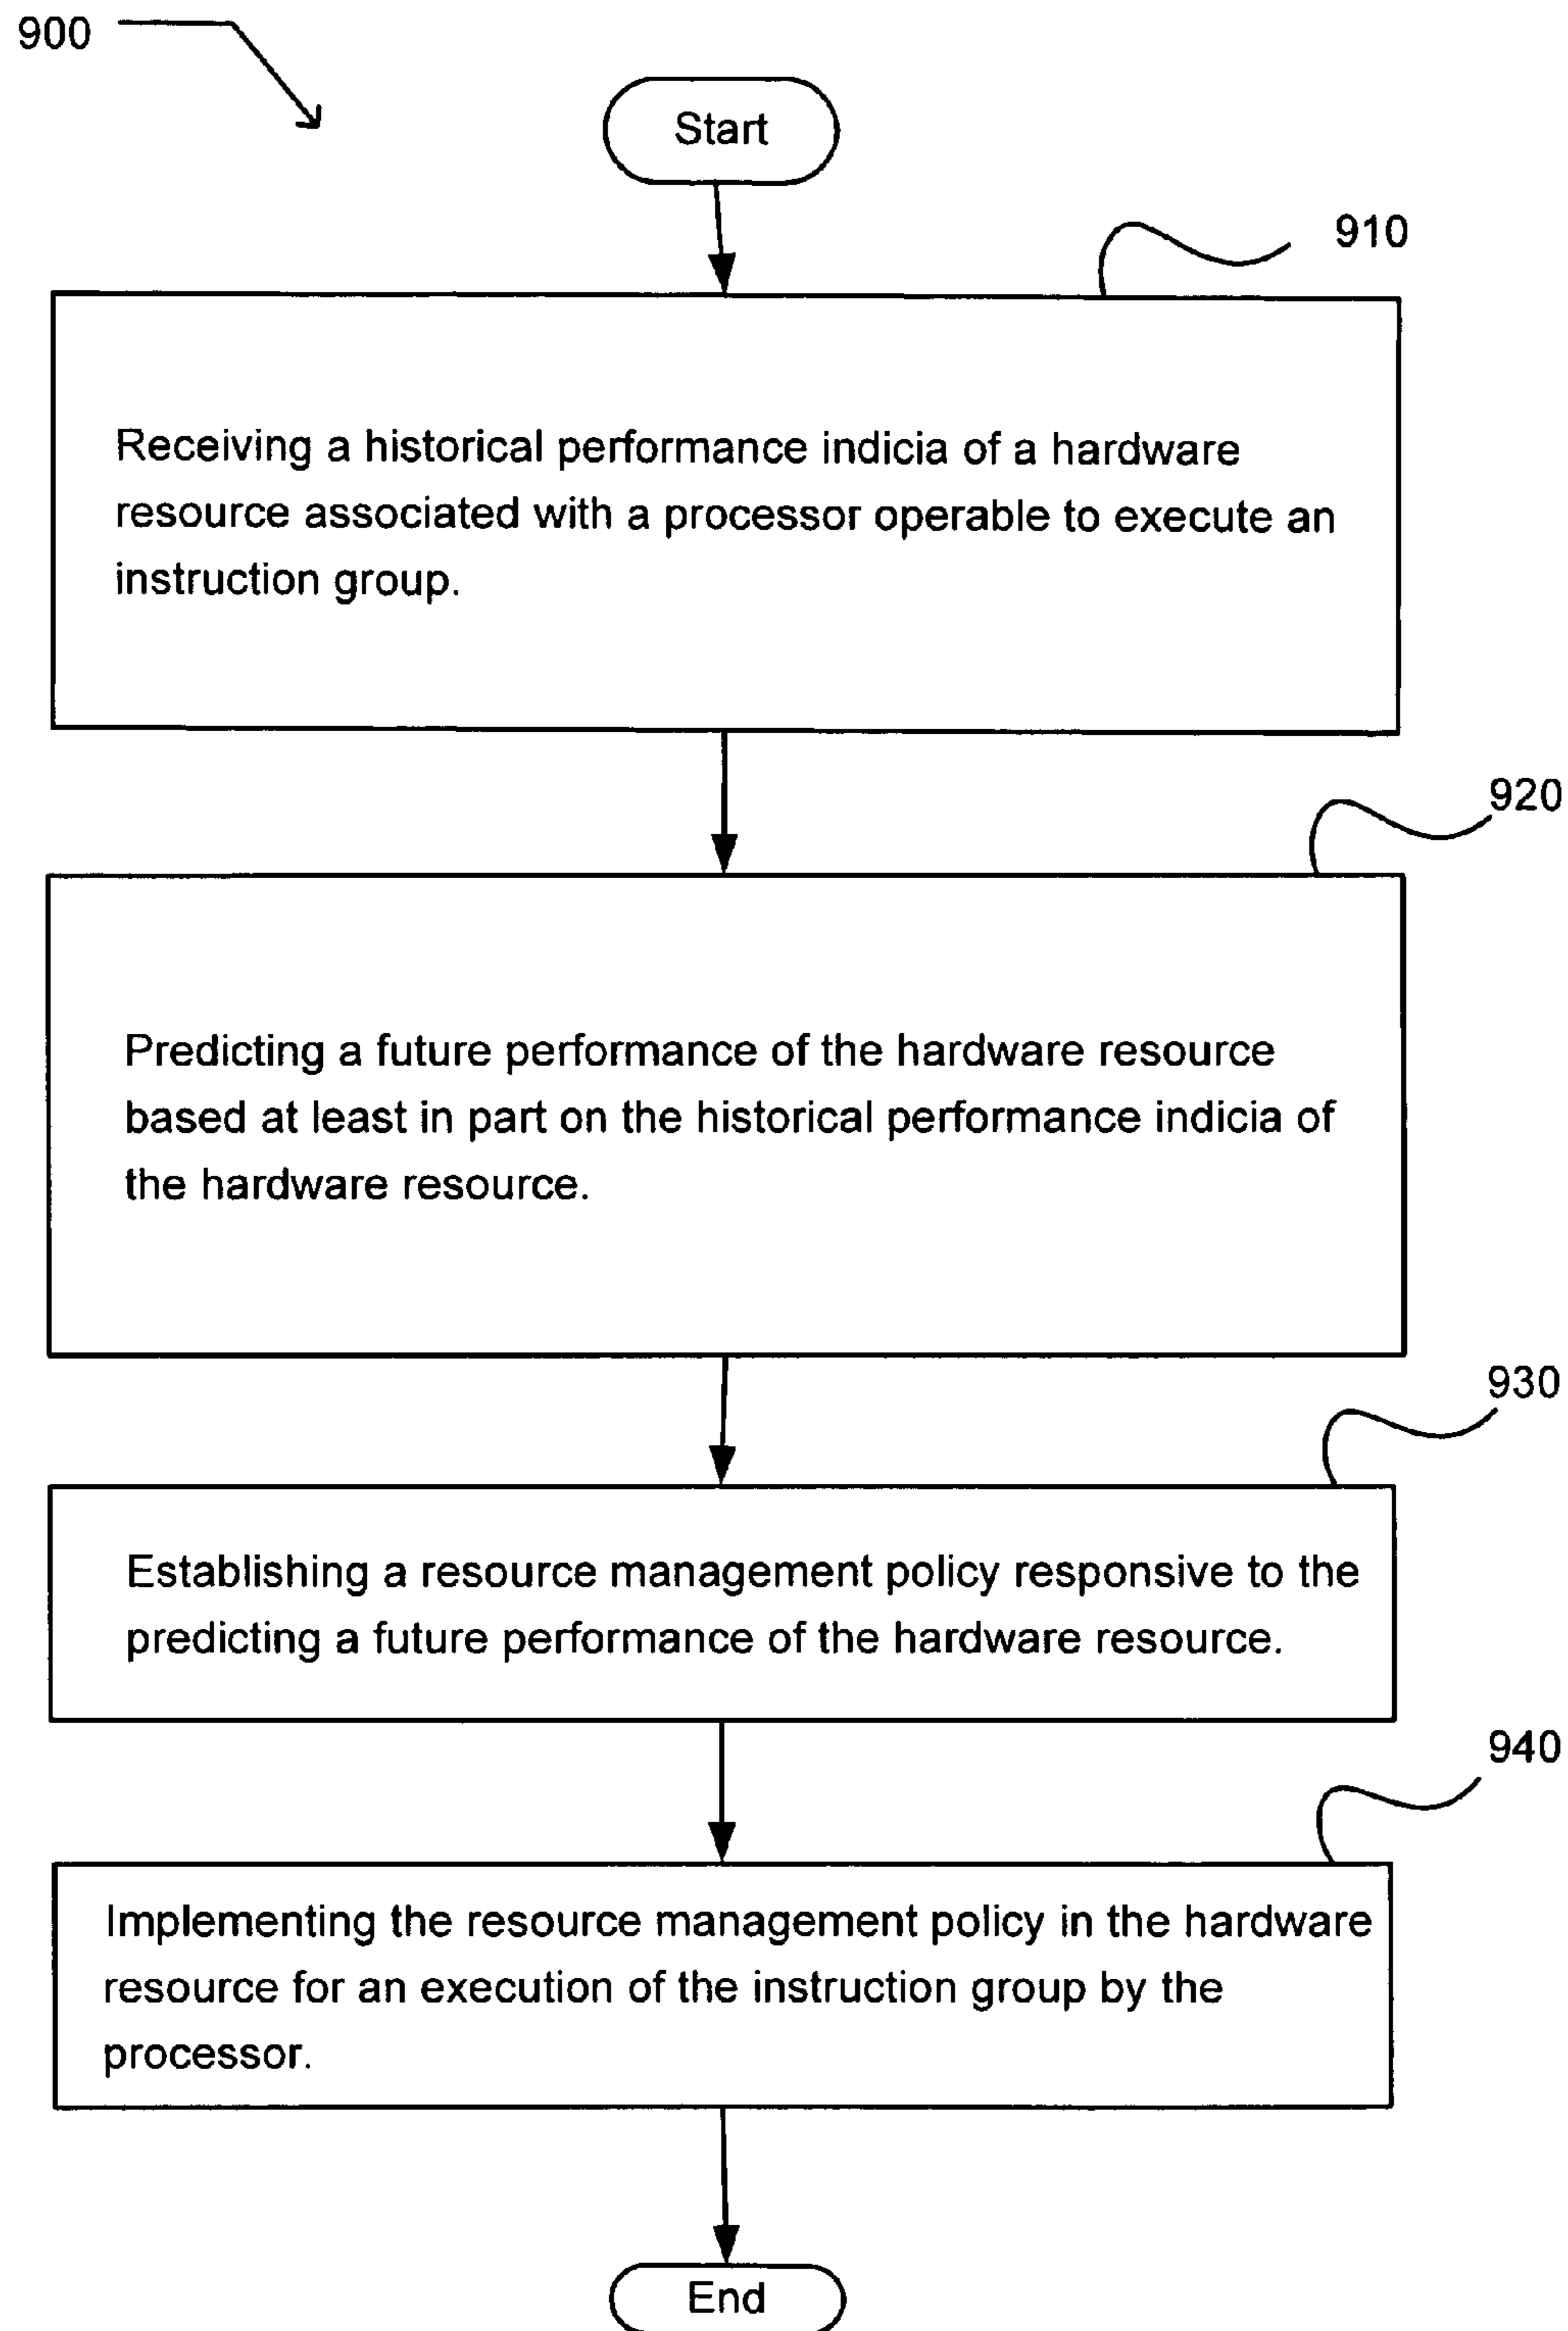 900
Start
910
Receiving a historical performance indicia of a hardware
resource associated with a processor operable to execute an
instruction group.
920
Predicting a future performance of the hardware resource
based at least in part on the historical performance indicia of
the hardware resource.
930
Establishing a resource management policy responsive to the
predicting a future performance of the hardware resource.
940
Implementing the resource management policy in the hardware
resource for an execution of the instruction group by the
processor.
End